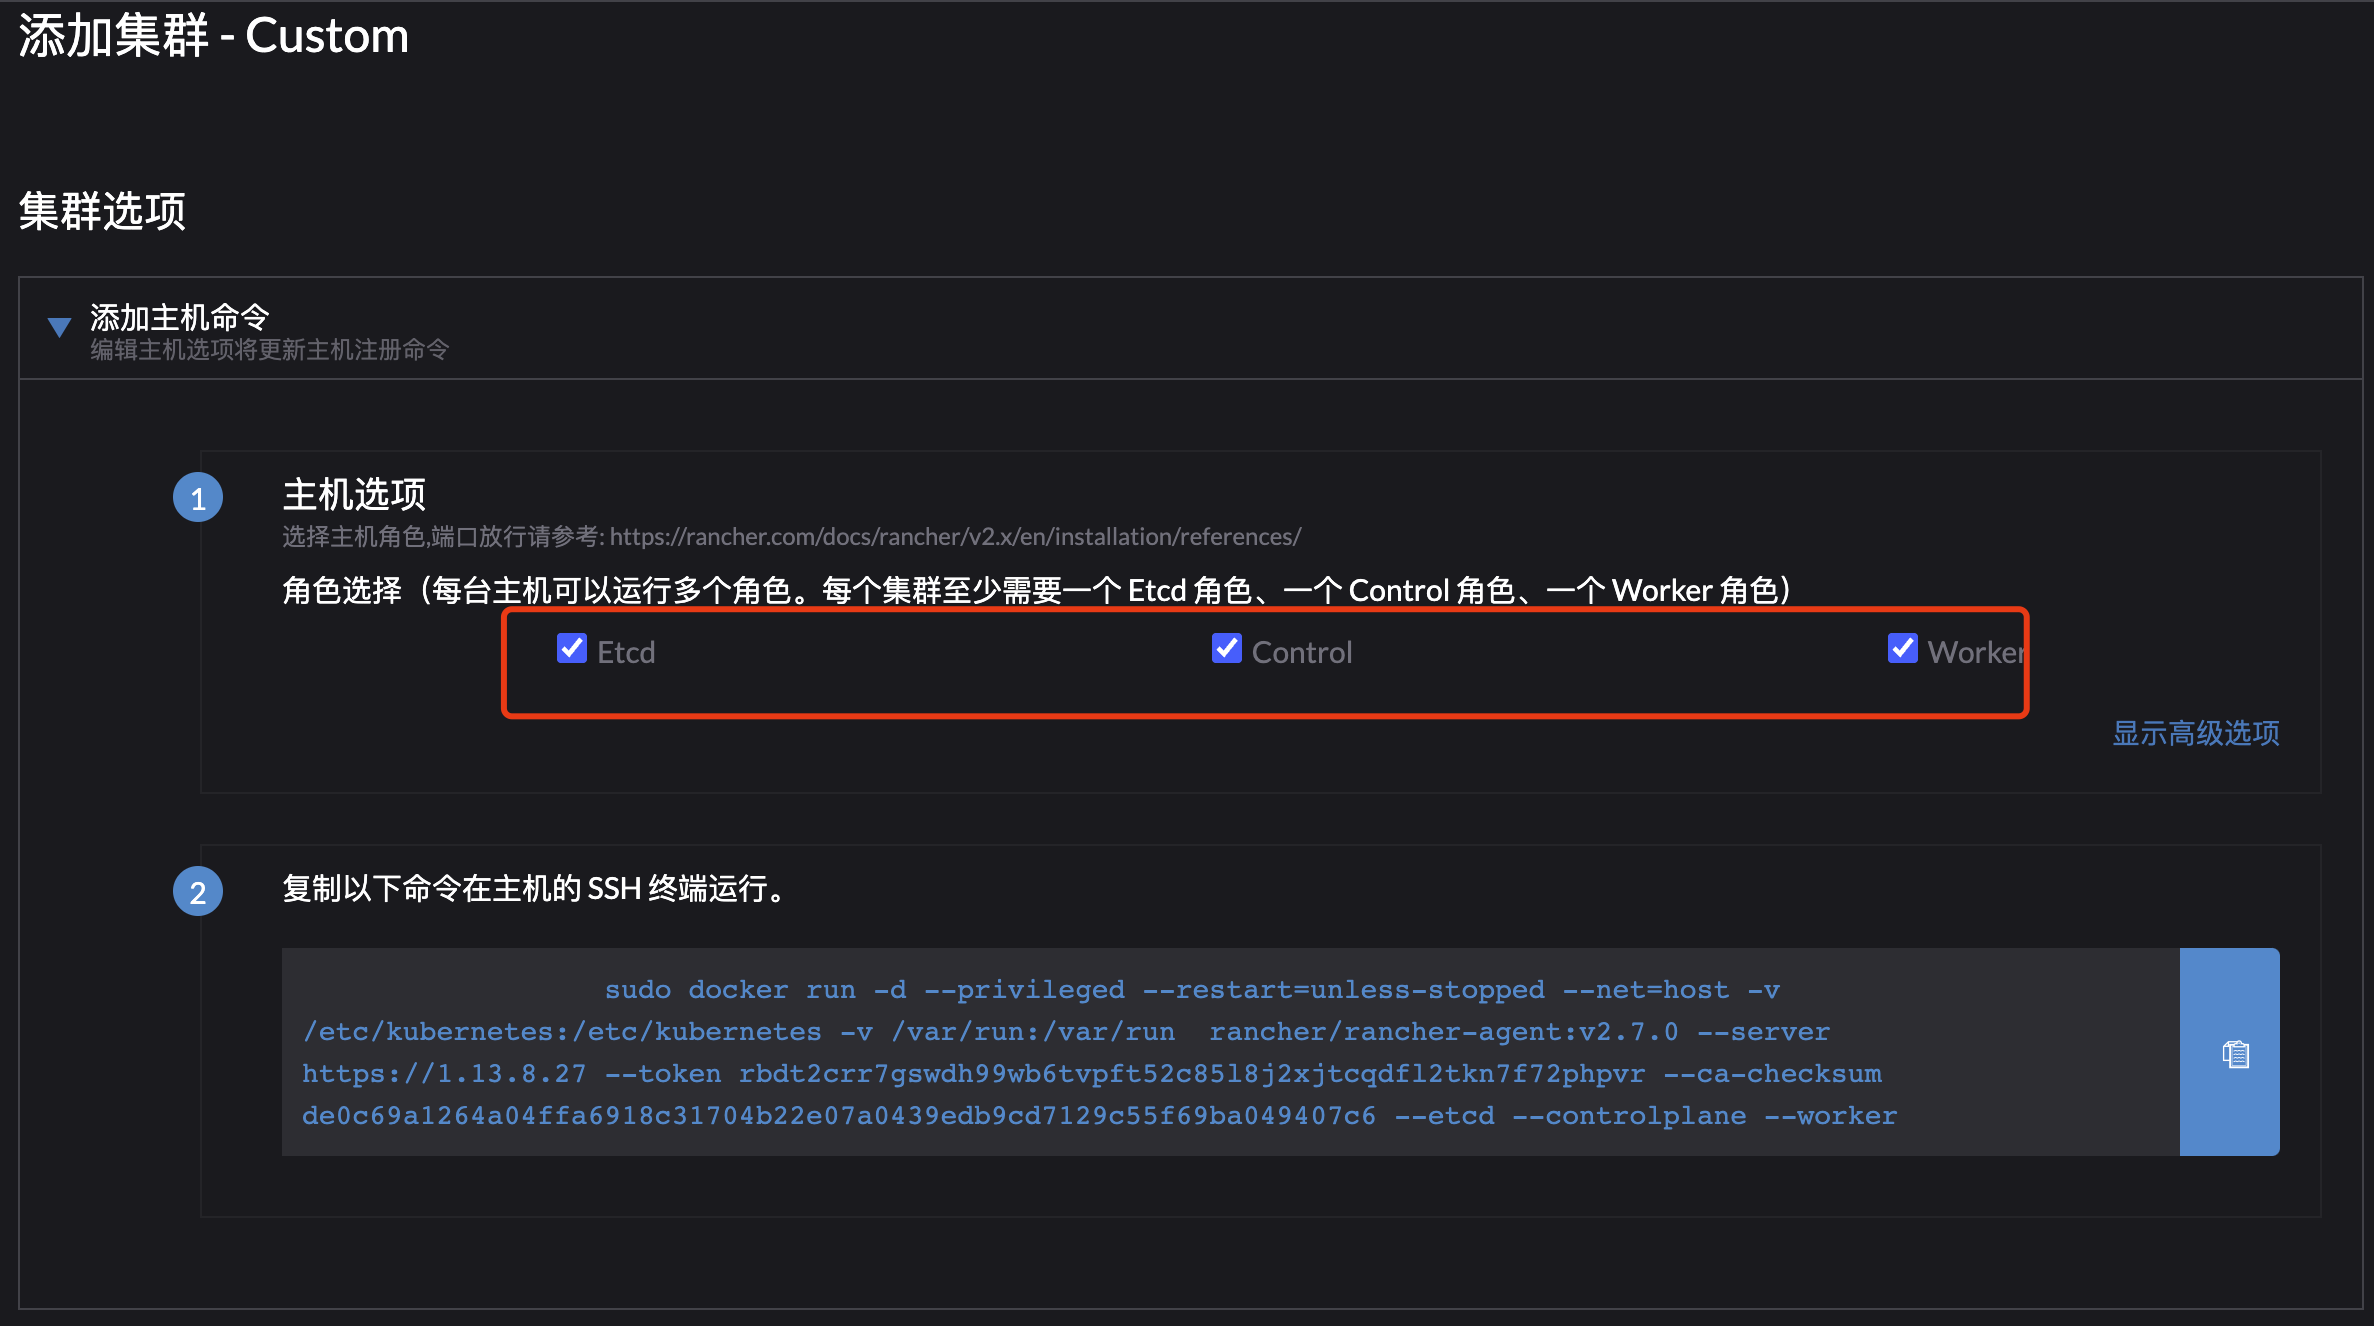 添加集群 - Custom
集群选项
添加主机命令
编辑主机选项将更新主机注册命令
1
主机选项
选择主机角色,端口放行请参考: https://rancher.com/docs/rancher/v2.x/en/installation/references/
角色选择（每台主机可以运行多个角色。每个集群至少需要一个 Etcd 角色、一个 Control 角色、一个 Worker 角色）
Etcd
Control
Worker
显示高级选项
2
复制以下命令在主机的 SSH 终端运行。
sudo docker run -d --privileged --restart=unless-stopped --net=host -v
/etc/kubernetes:/etc/kubernetes -v /var/run:/var/run  rancher/rancher-agent:v2.7.0 --server
https://1.13.8.27 --token rbdt2crr7gswdh99wb6tvpft52c85l8j2xjtcqdfl2tkn7f72phpvr --ca-checksum
de0c69a1264a04ffa6918c31704b22e07a0439edb9cd7129c55f69ba049407c6 --etcd --controlplane --worker